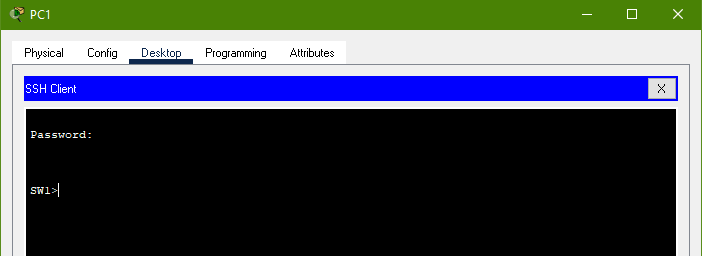 PC1
Physical Config Desktop Programming Attributes
SSH Client X
Password:
SW1>